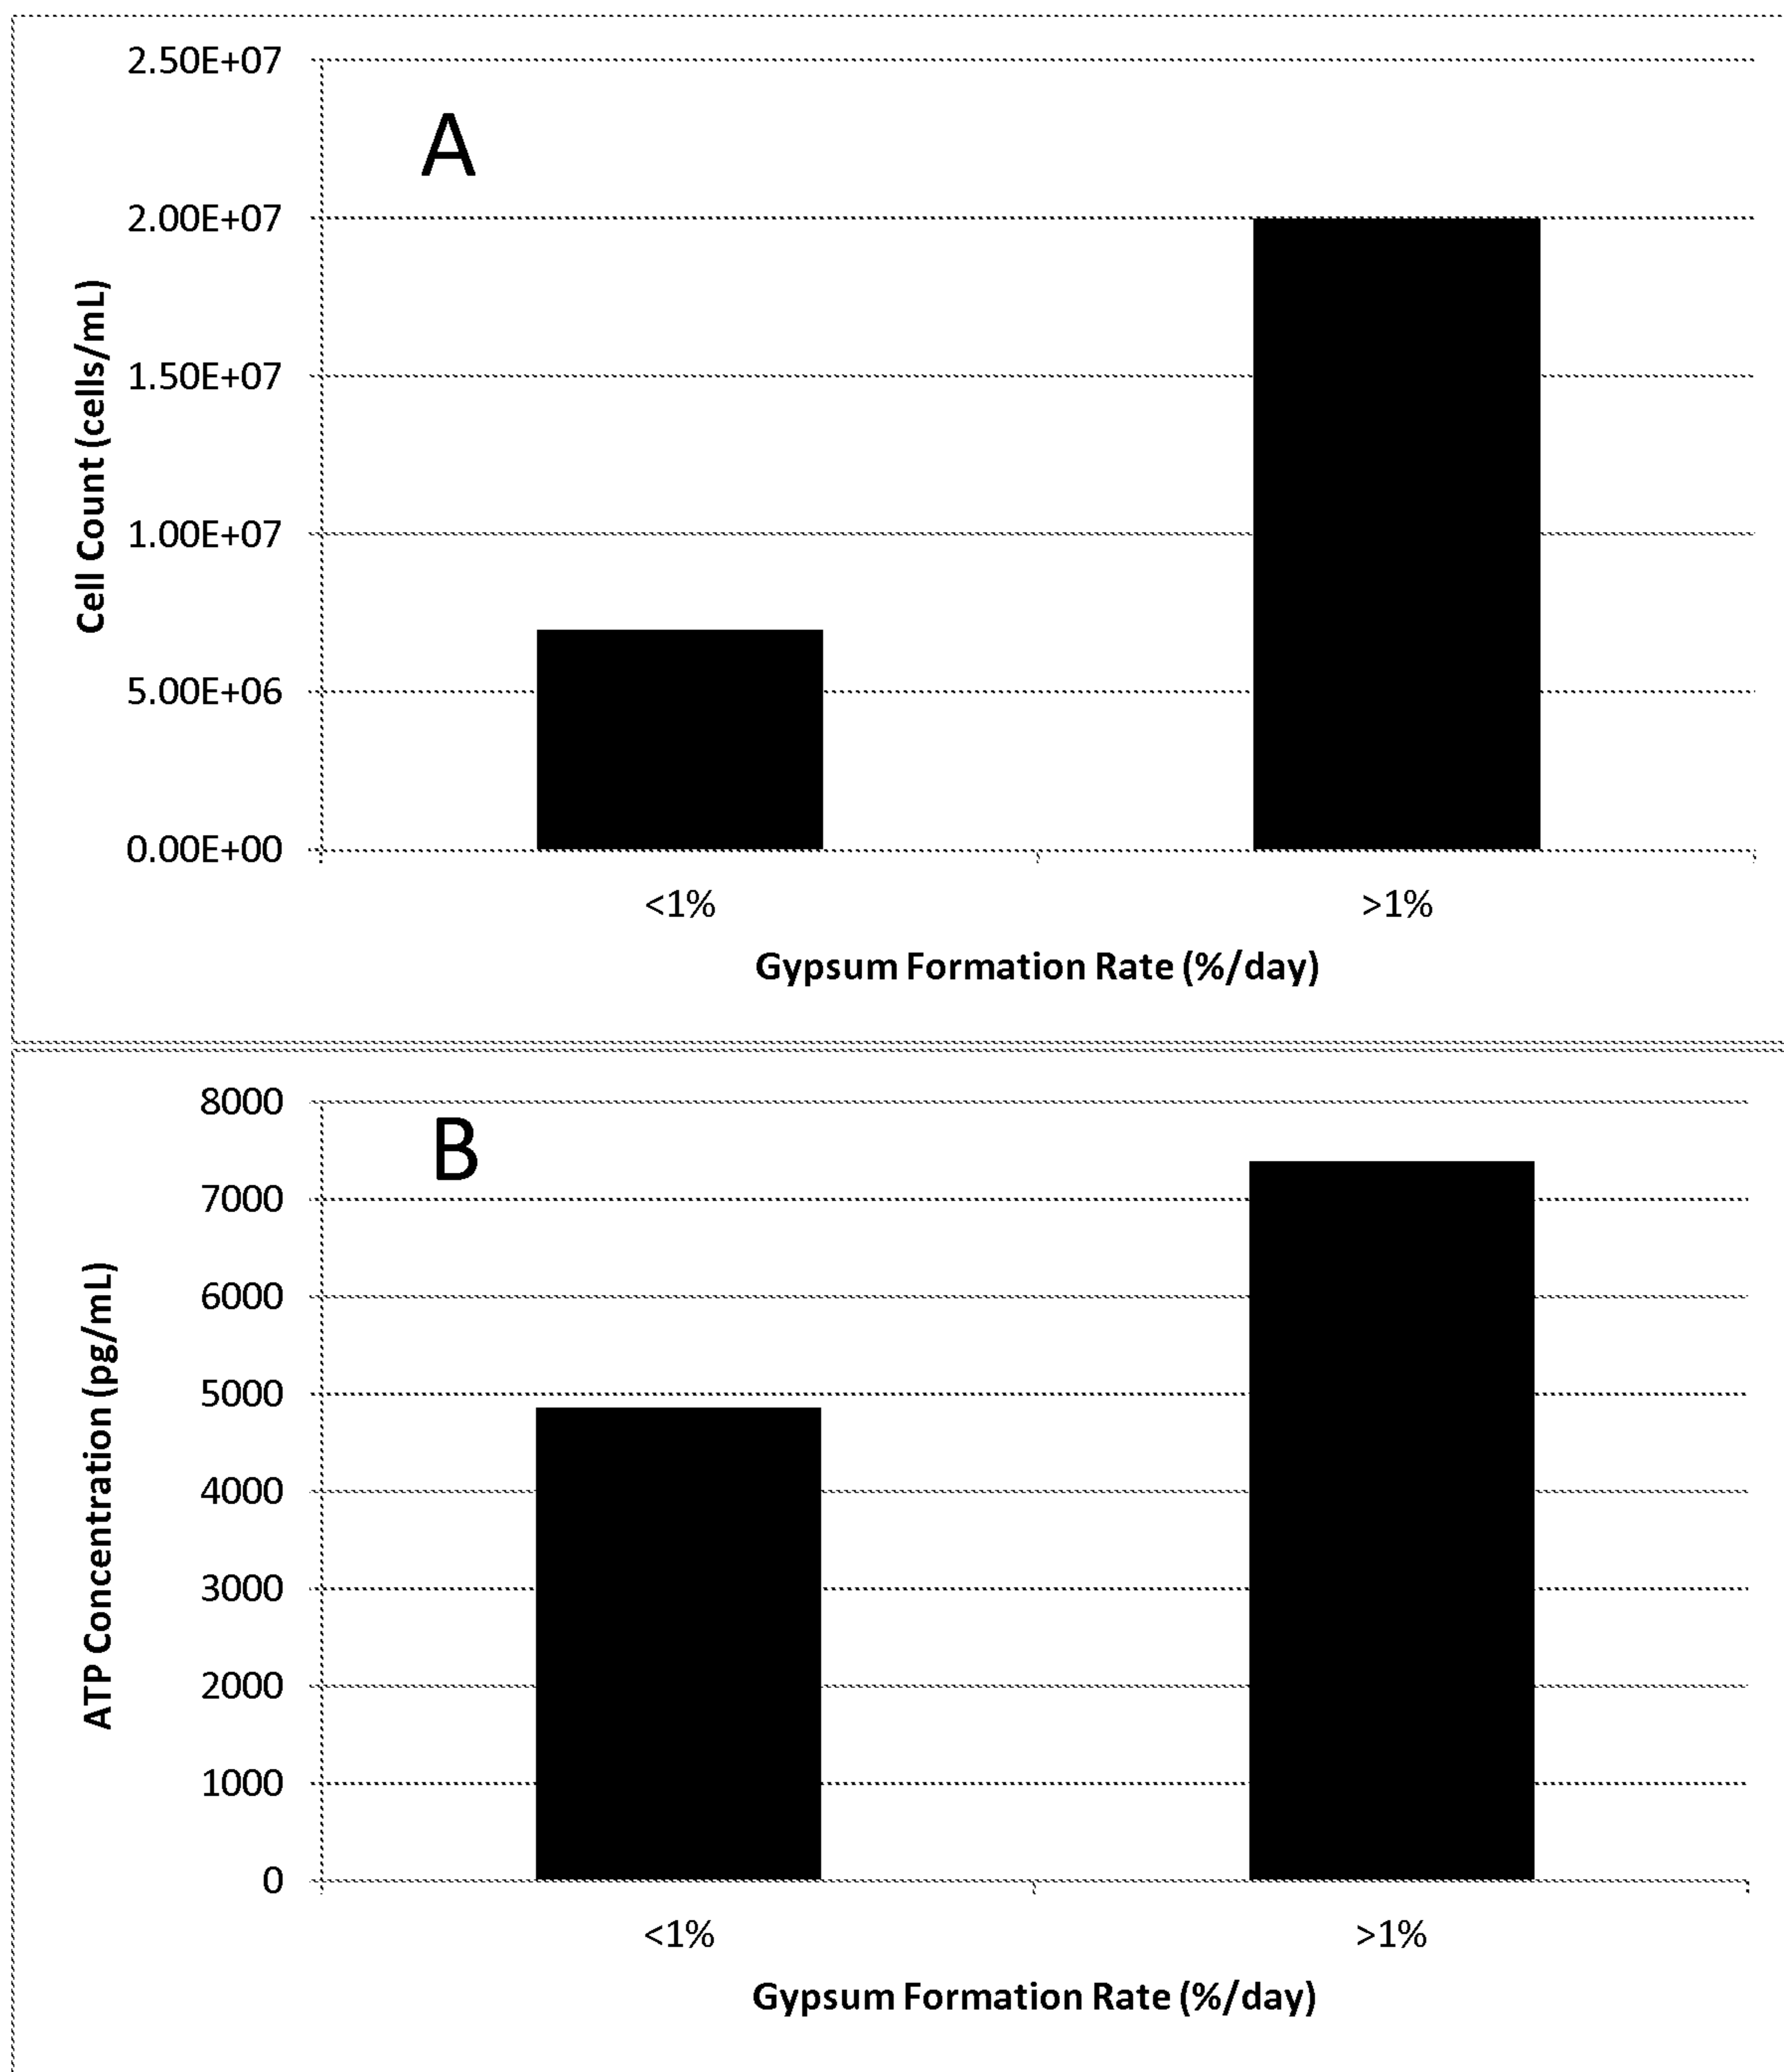 2.50E+07
A
2.00E+07
1.50E+07
1.00E+07
5.00E+06
0.00E+00
Cell Count (cells/mL)
<1%
>1%
Gypsum Formation Rate (%/day)
8000
B
7000
6000
5000
4000
3000
2000
1000
0
ATP Concentration (pg/mL)
<1%
>1%
Gypsum Formation Rate (%/day)